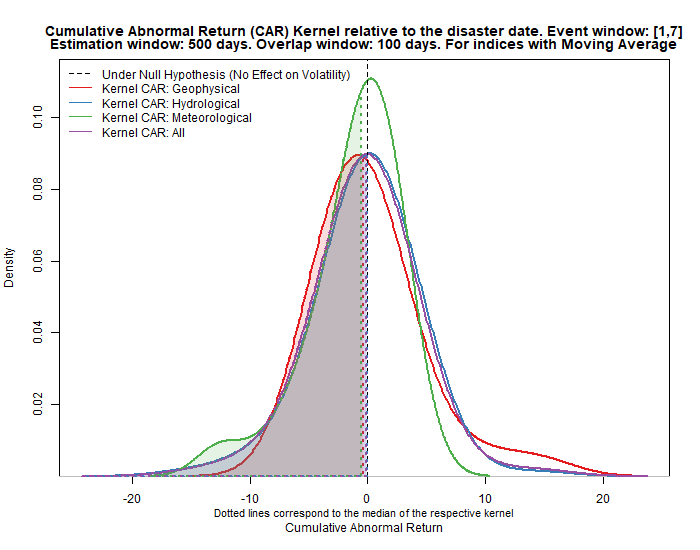 Cumulative Abnormal Return (CAR) Kernel relative to the disaster date. Event window: [1,7]
Estimation window: 500 days. Overlap window: 100 days. For indices with Moving Average
Under Null Hypothesis (No Effect on Volatility)
Kernel CAR: Geophysical
Kernel CAR: Hydrological
Kernel CAR: Meteorological
Kernel CAR: All
Density
0.10
0.08
0.06
0.04
0.02
-20 -10 0 10 20
Dotted lines correspond to the median of the respective kernel
Cumulative Abnormal Return